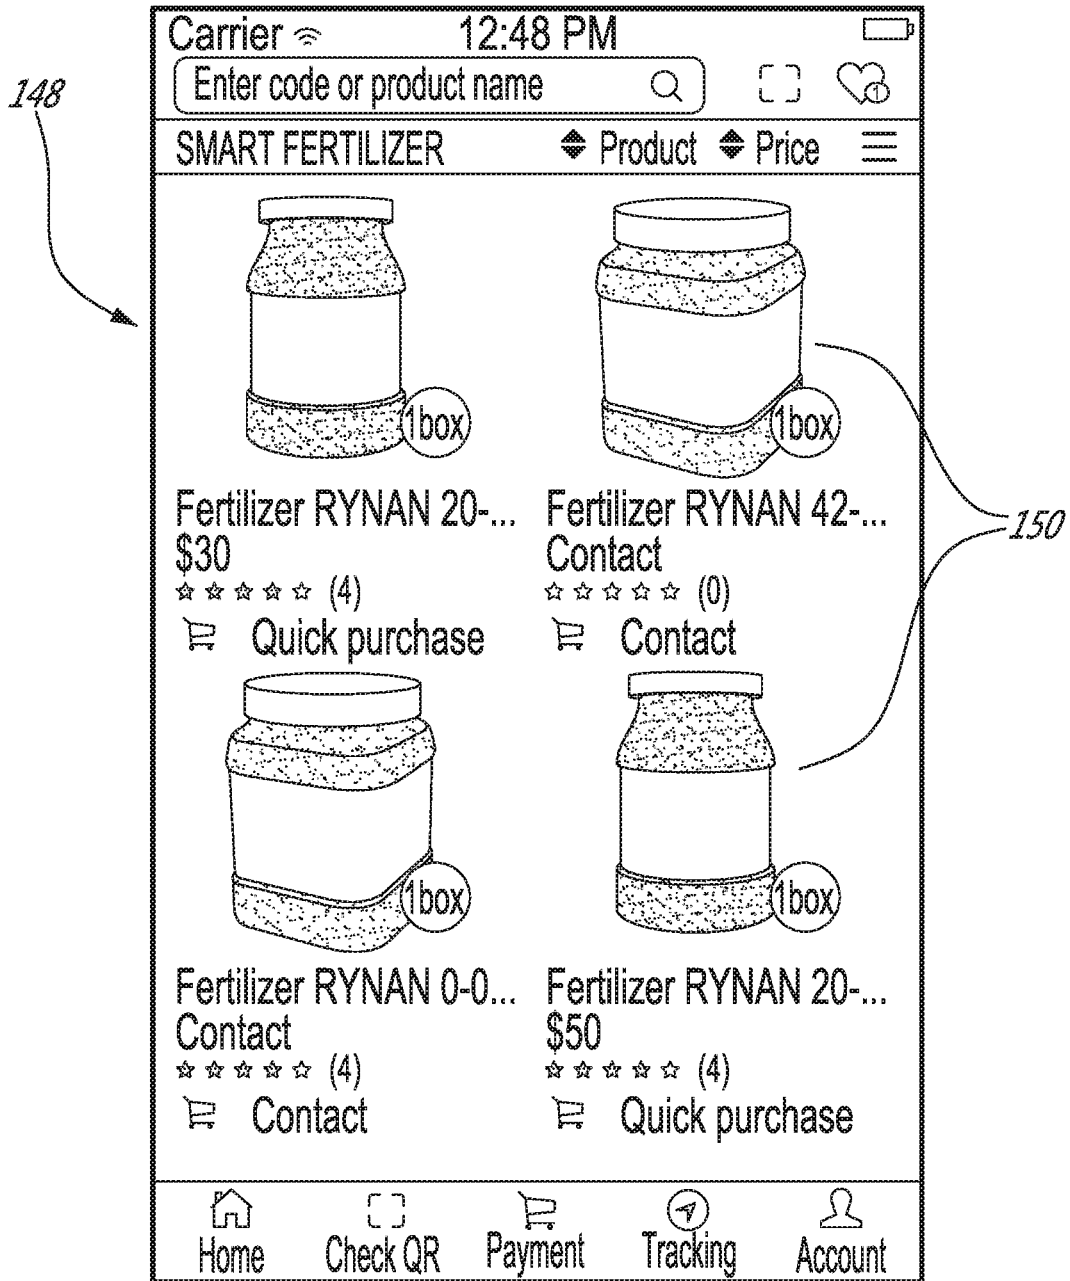 Carrier 12:48 PM
Enter code or product name
1
148
SMART FERTILIZER Product Price
1box 1box
Fertilizer RYNAN 20-... Fertilizer RYNAN 42-...
150
$30 Contact
(4) (0)
Quick purchase Contact
1box 1box
Fertilizer RYNAN 0-0... Fertilizer RYNAN 20-...
Contact $50
(4) (4)
Contact Quick purchase
Home Check QR Payment Tracking Account